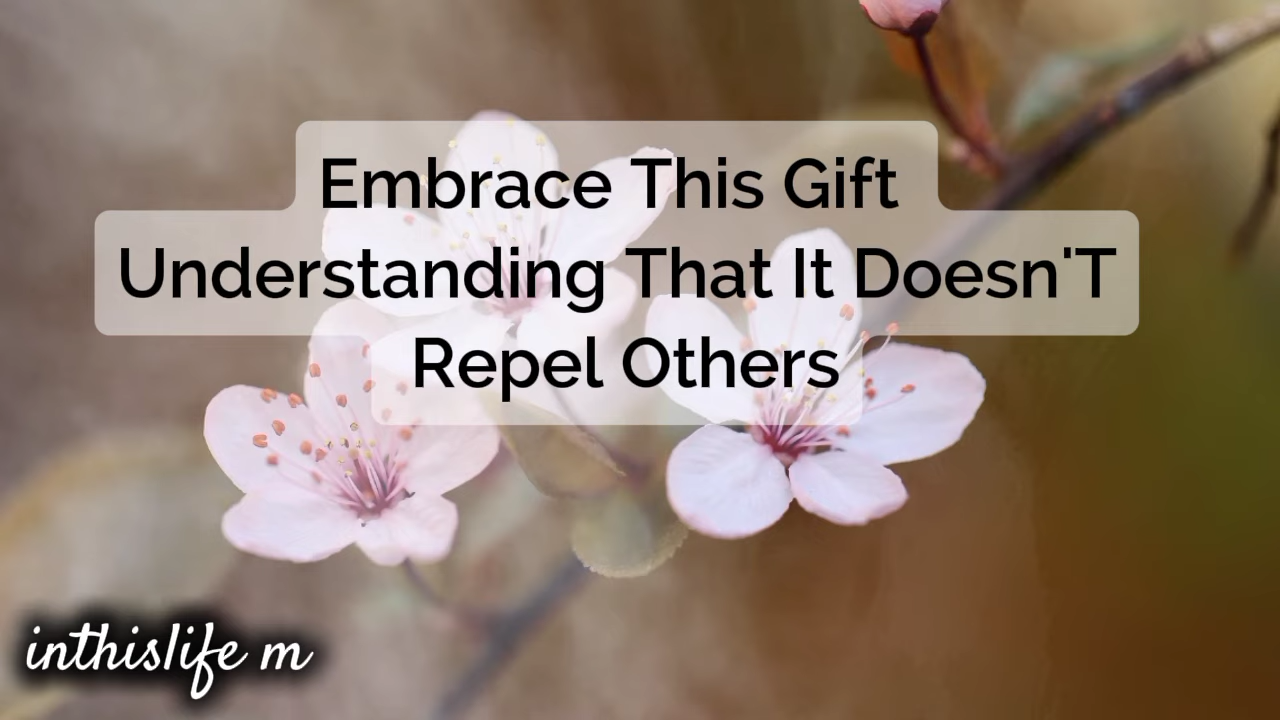 Embrace This Gift
Understanding That It Doesn'T
Repel Others
inthislife m